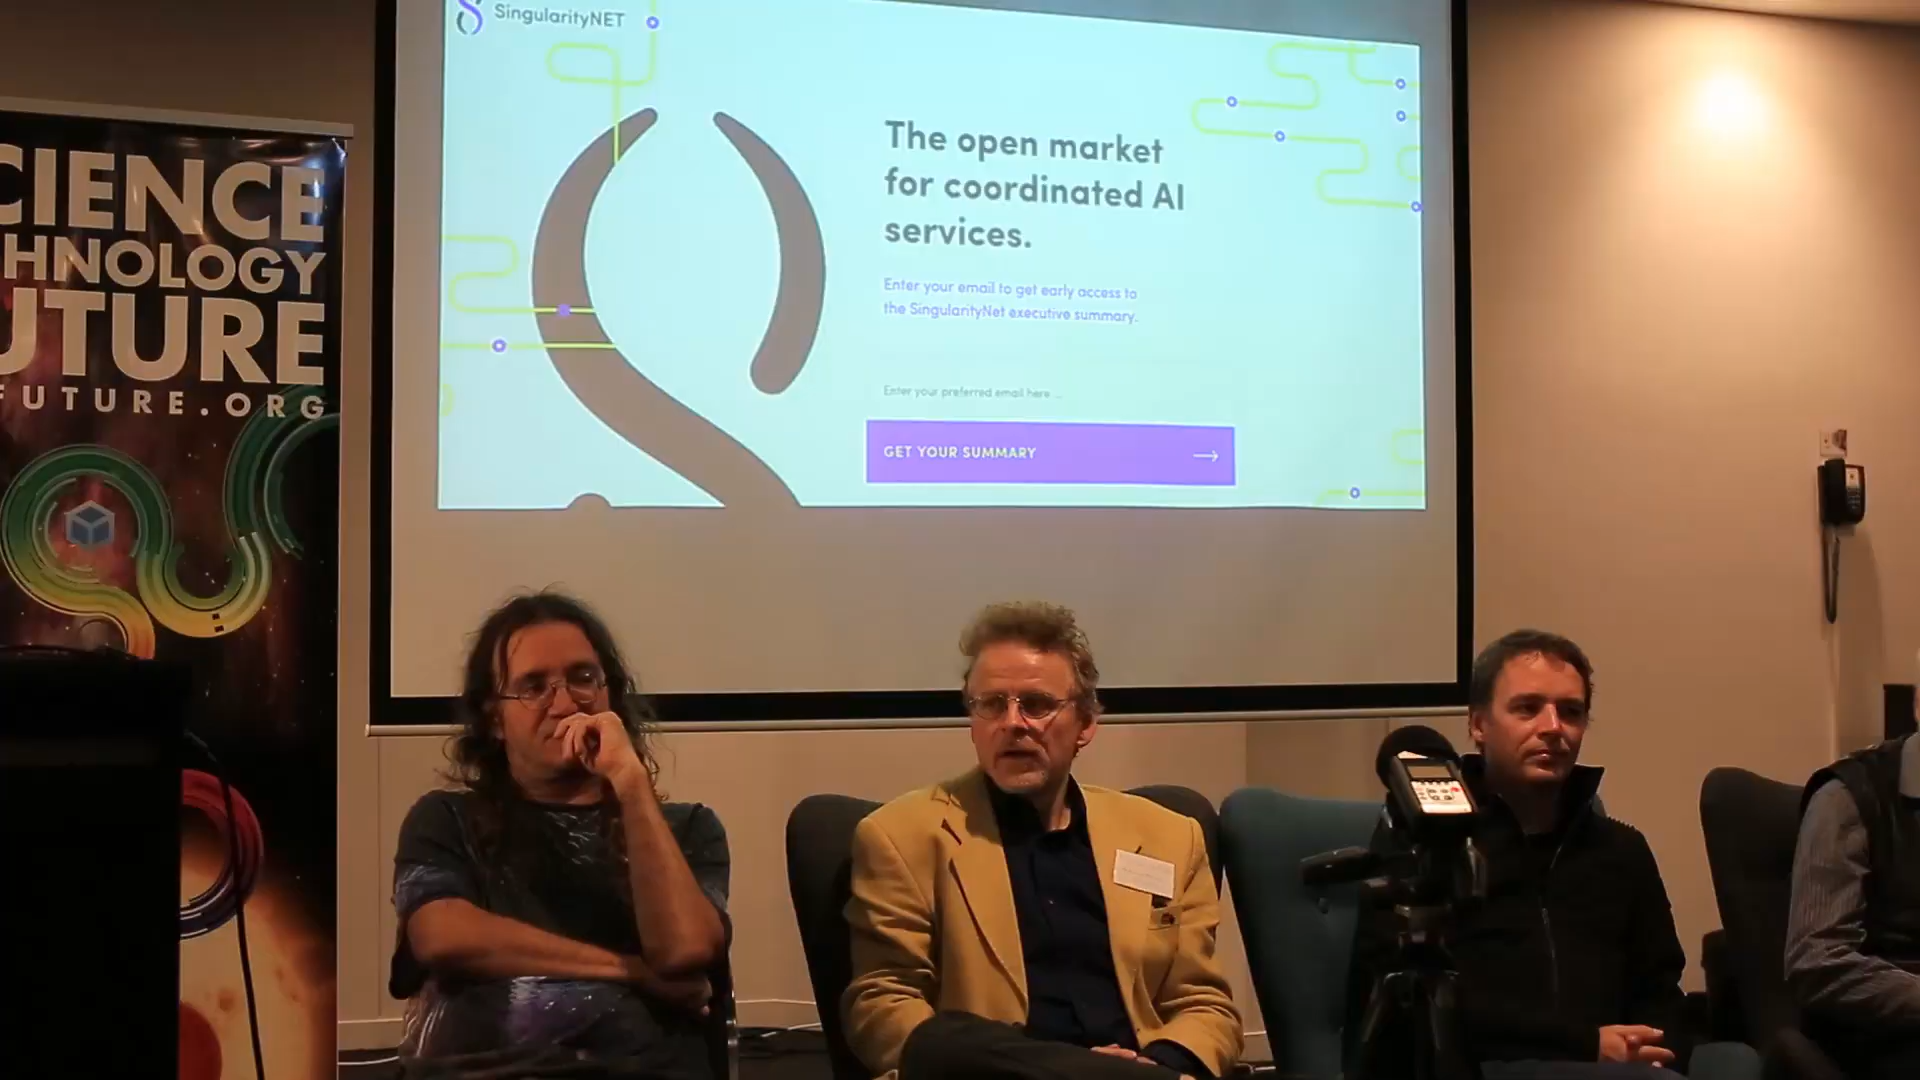 SingularityNET
The open market
for coordinated AI
services.
Enter your email to get early access to
the SingularityNet executive summary.
Enter your preferred email here ...
GET YOUR SUMMARY
CIENCE
HNOLOGY
UTURE
FUTURE.ORG